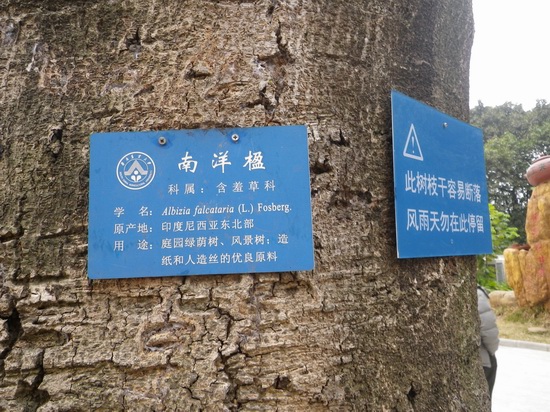 南洋楹
科属：含羞草科
学 名：Albizia falcataria (L.) Fosberg.
原产地：印度尼西亚东北部
用 途：庭园绿荫树、风景树；造
纸和人造丝的优良原料
此树枝干容易断落
风雨天勿在此停留